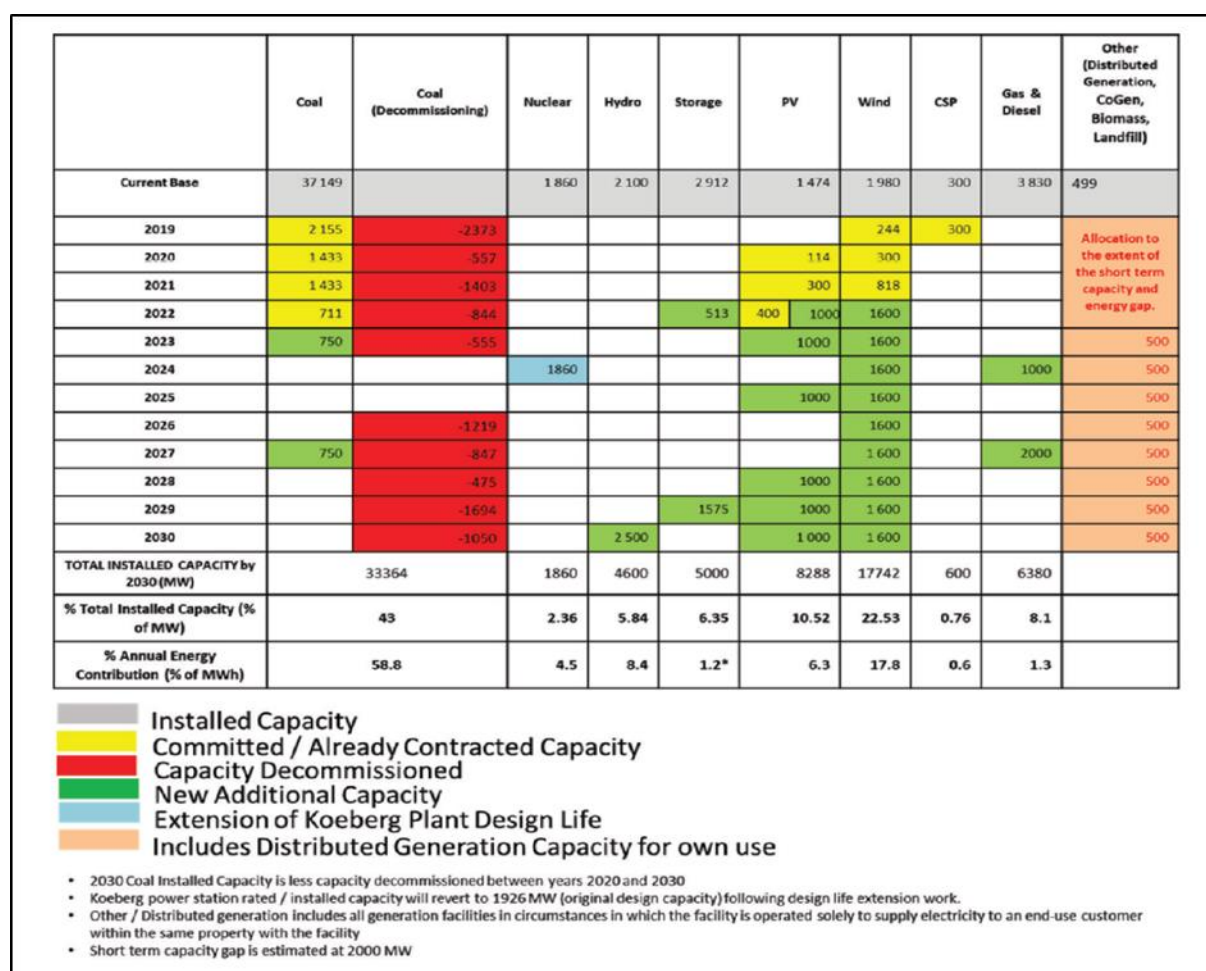 Coal Coal (Decommissioning) Nuclear Hydro Storage PV Wind CSP Gas & Diesel Other (Distributed Generation, CoGen, Biomass, Landfill)
Current Base 37 149 1 860 2 100 2 912 1 474 1 980 300 3 830 499
2019 2 155 -2373 244 300 Allocation to the extent of the short term capacity and energy gap.
2020 1 433 -557 114 300
2021 1 433 -1403 300 818
2022 711 -844 513 400 1000 1600
2023 750 -555 1000 1600 500
2024 1860 1600 1000 500
2025 1000 1600 500
2026 -1219 1600 500
2027 750 -847 1 600 2000 500
2028 -475 1000 1 600 500
2029 -1694 1575 1000 1 600 500
2030 -1050 2 500 1 000 1 600 500
TOTAL INSTALLED CAPACITY by 2030 (MW) 33364 1860 4600 5000 8288 17742 600 6380
% Total Installed Capacity (% of MW) 43 2.36 5.84 6.35 10.52 22.53 0.76 8.1
% Annual Energy Contribution (% of MWh) 58.8 4.5 8.4 1.2* 6.3 17.8 0.6 1.3
Installed Capacity
Committed / Already Contracted Capacity
Capacity Decommissioned
New Additional Capacity
Extension of Koeberg Plant Design Life
Includes Distributed Generation Capacity for own use
• 2030 Coal Installed Capacity is less capacity decommissioned between years 2020 and 2030
• Koeberg power station rated / installed capacity will revert to 1926 MW (original design capacity) following design life extension work.
• Other / Distributed generation includes all generation facilities in circumstances in which the facility is operated solely to supply electricity to an end-use customer
within the same property with the facility
• Short term capacity gap is estimated at 2000 MW